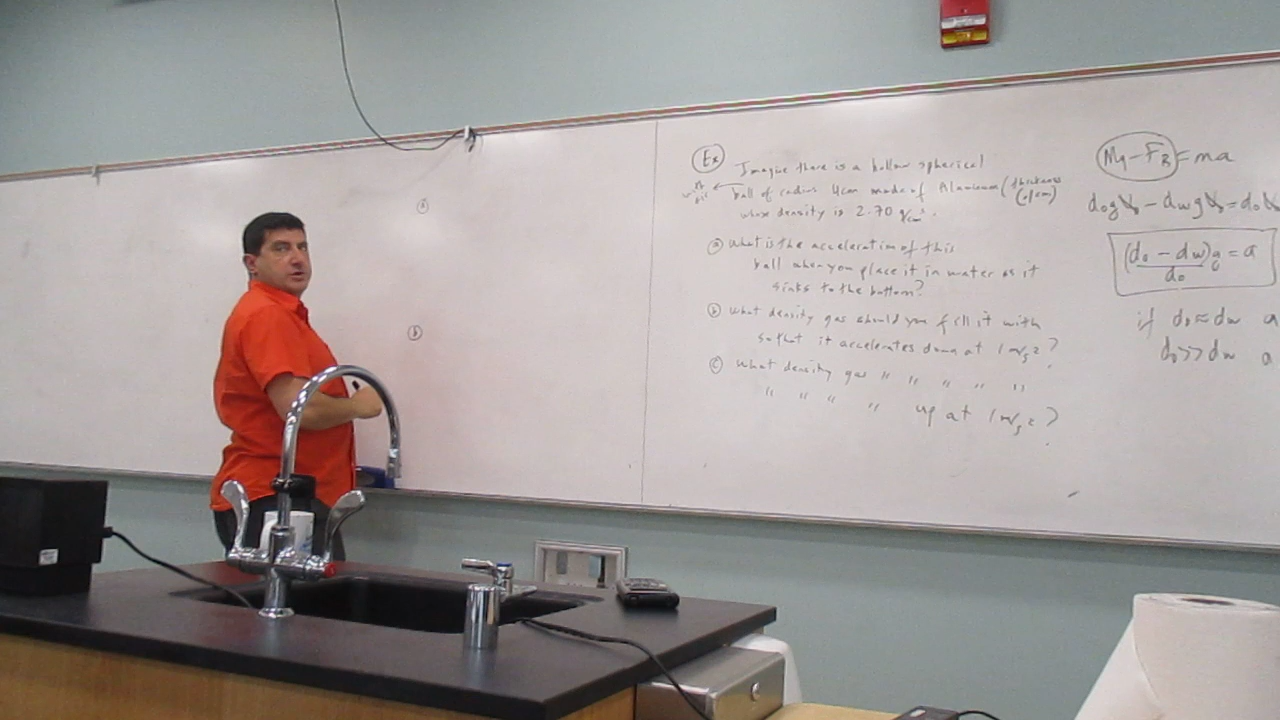 Ex Imagine there is a hollow spherical
ball of radius 4cm made of Aluminum (thickness
whose density is 2.70 g/cm³.
with air
(a) What is the acceleration of this
ball when you place it in water as it
sinks to the bottom?
(b) What density gas should you fill it with
so that it accelerates down at 1 m/s²?
(c) What density gas " " " " "
" " " " up at 1 m/s²?
(a)
(b)
Mg - FB = ma
(do - dw)g = a
do
if do ≈ dw a
do >> dw a